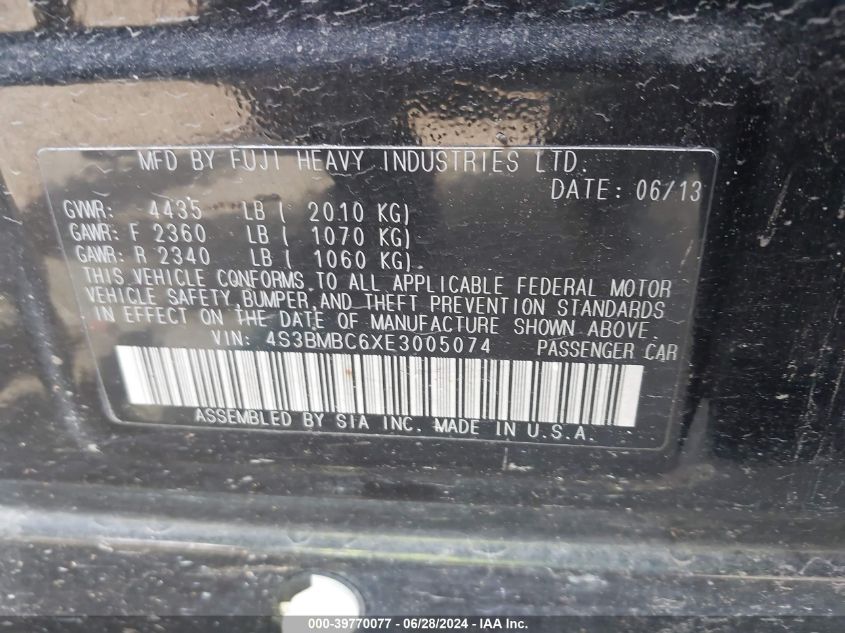 MFD BY FUJI HEAVY INDUSTRIES LTD.
DATE: 06/13
GVWR: 4435 LB ( 2010 KG)
GAWR: F 2360 LB ( 1070 KG)
GAWR: R 2340 LB ( 1060 KG)
THIS VEHICLE CONFORMS TO ALL APPLICABLE FEDERAL MOTOR
VEHICLE SAFETY, BUMPER, AND THEFT PREVENTION STANDARDS
IN EFFECT ON THE DATE OF MANUFACTURE SHOWN ABOVE.
VIN: 4S3BMBC6XE3005074 PASSENGER CAR
ASSEMBLED BY SIA INC. MADE IN U.S.A.
000-39770077 - 06/28/2024 - IAA Inc.